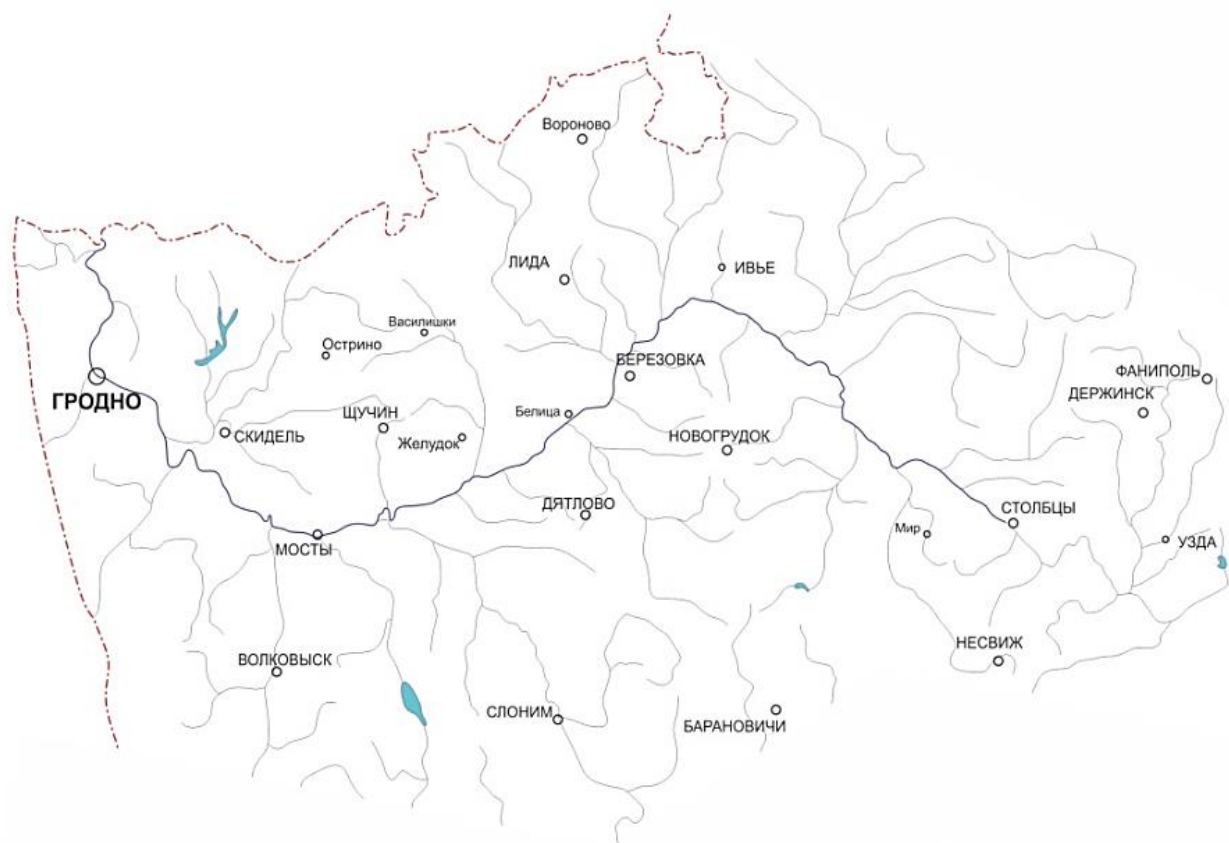 Вороново
ЛИДА
ИВЬЕ
Василишки
Острино
БЕРЕЗОВКА
ФАНИПОЛЬ
ДЕРЖИНСК
ГРОДНО
Белица
ЩУЧИН
СКИДЕЛЬ
Желудок
НОВОГРУДОК
ДЯТЛОВО
СТОЛБЦЫ
Мир
УЗДА
МОСТЫ
НЕСВИЖ
ВОЛКОВЫСК
СЛОНИМ
БАРАНОВИЧИ